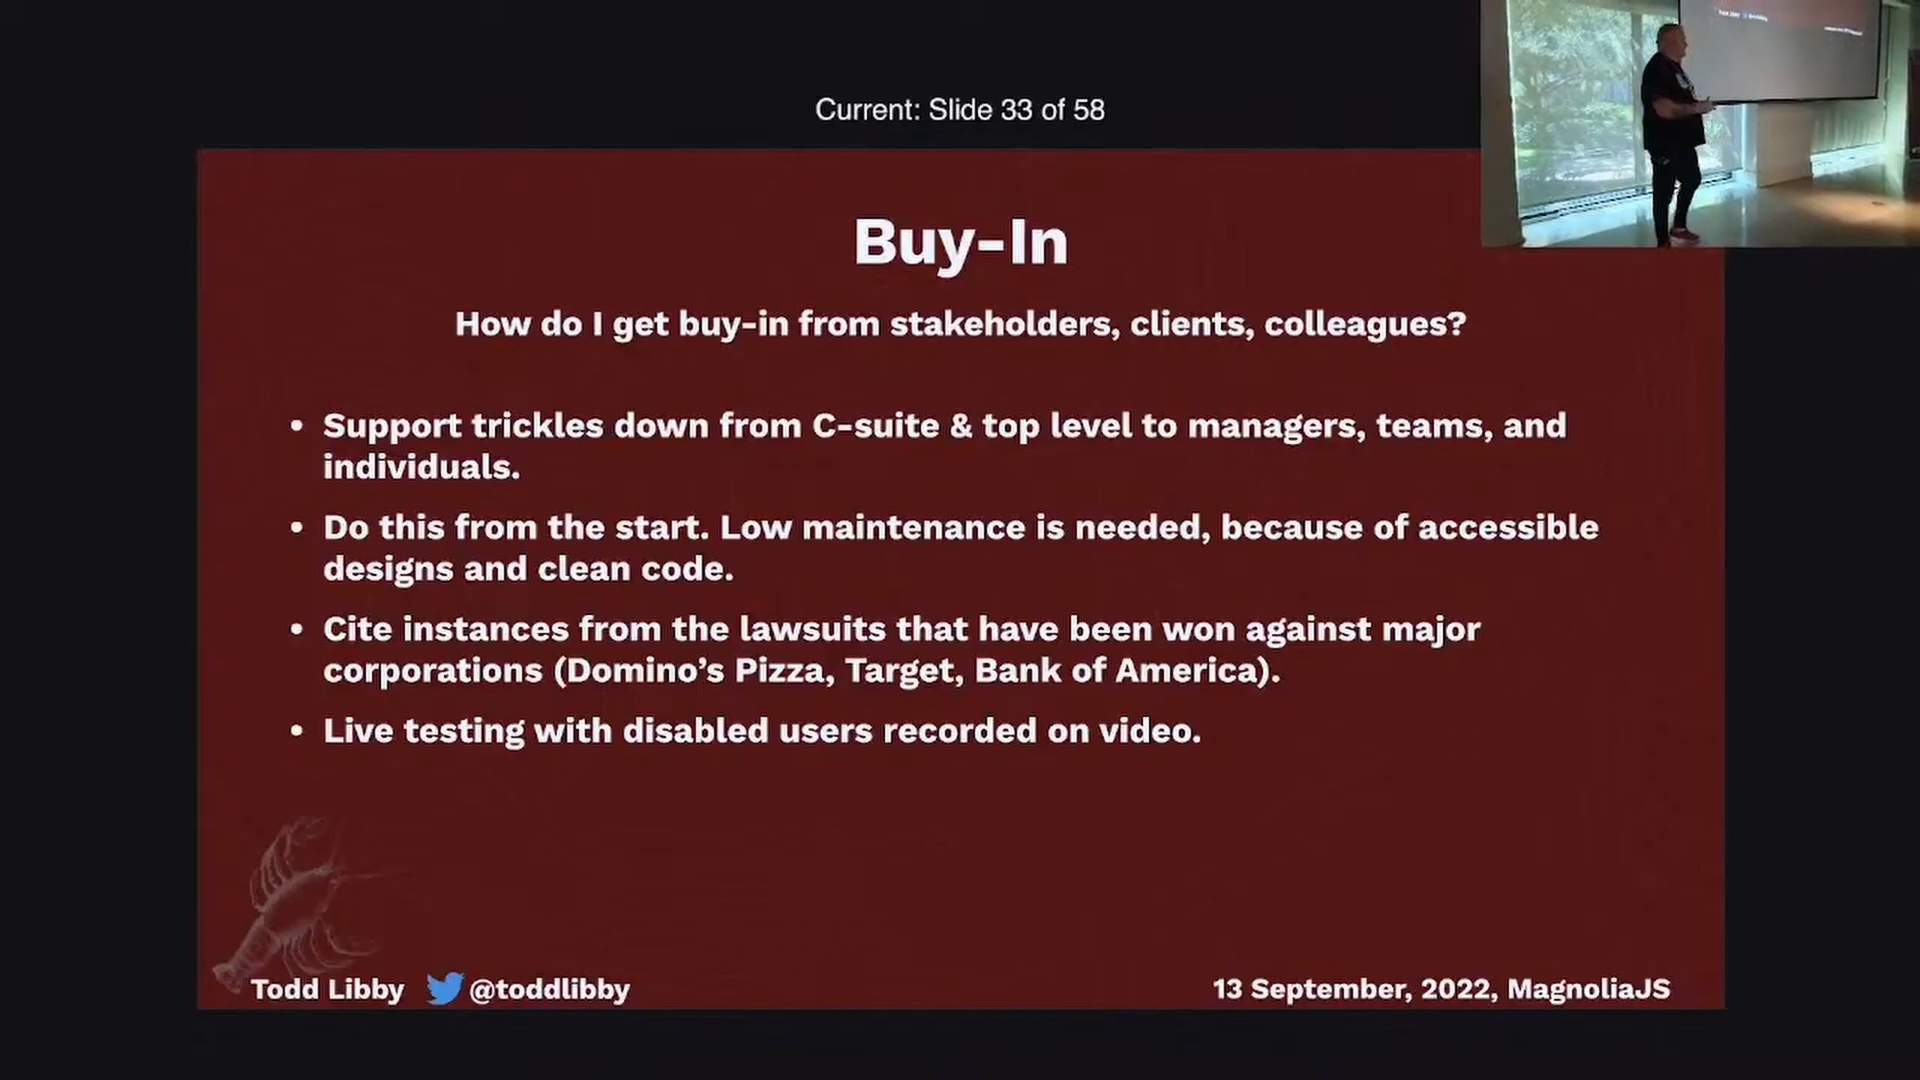 Current: Slide 33 of 58
Buy-In
How do I get buy-in from stakeholders, clients, colleagues?
• Support trickles down from C-suite & top level to managers, teams, and
individuals.
• Do this from the start. Low maintenance is needed, because of accessible
designs and clean code.
• Cite instances from the lawsuits that have been won against major
corporations (Domino’s Pizza, Target, Bank of America).
• Live testing with disabled users recorded on video.
Todd Libby @toddlibby
13 September, 2022, MagnoliaJS